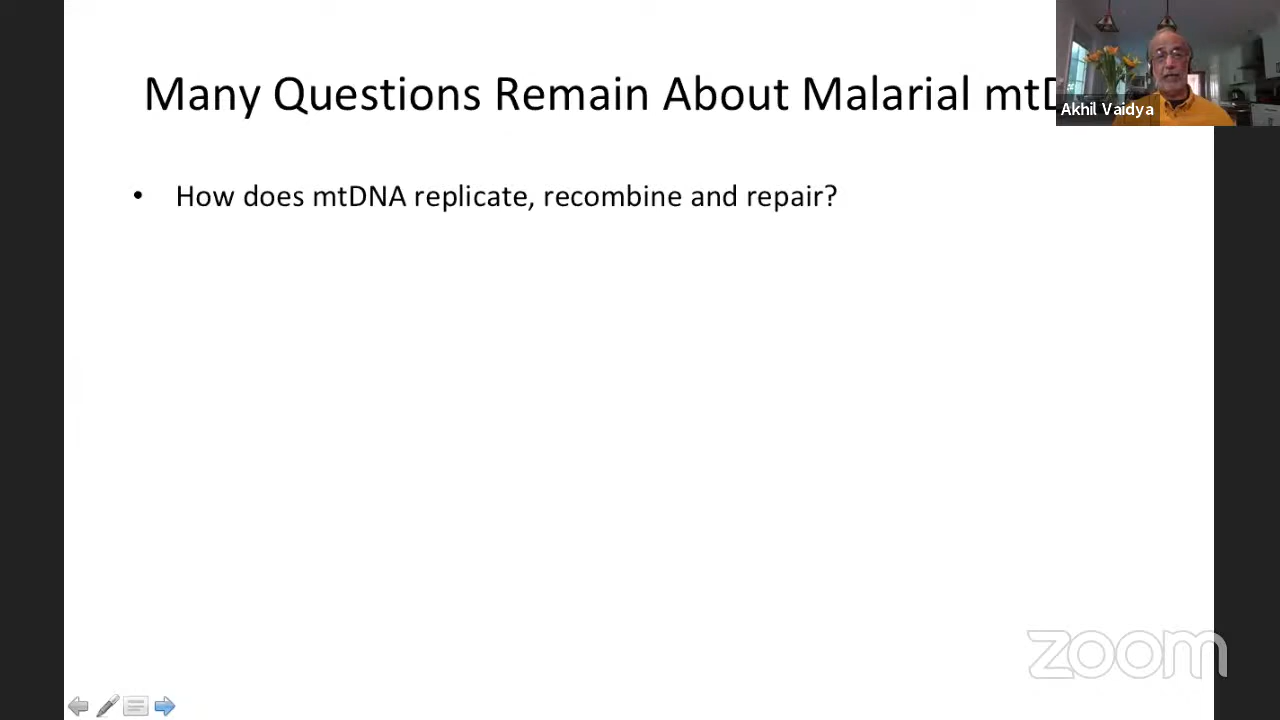 Many Questions Remain About Malarial mtD
Akhil Vaidya
• How does mtDNA replicate, recombine and repair?
zoom